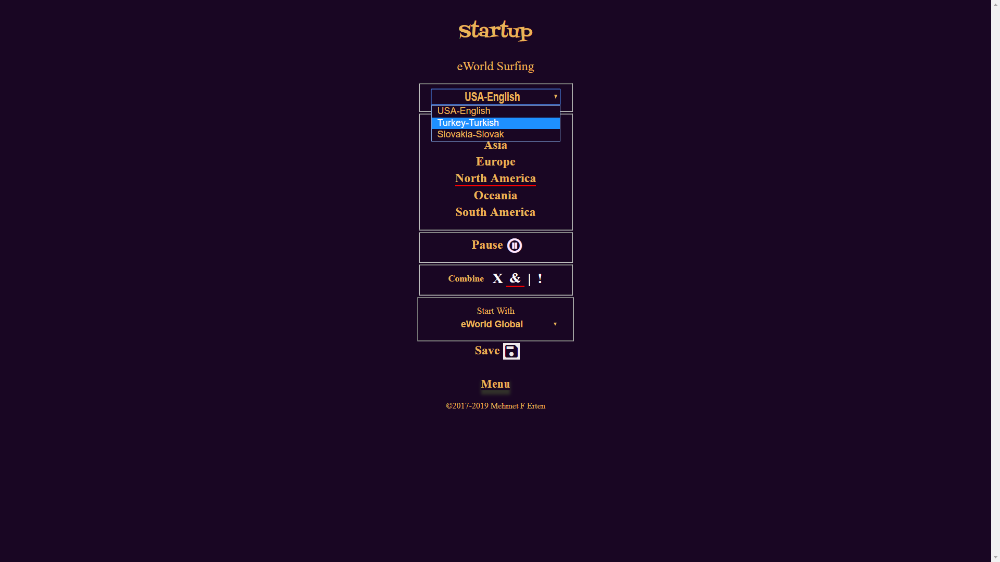 startup
eWorld Surfing
USA-English
USA-English
Turkey-Turkish
Slovakia-Slovak
Asia
Europe
North America
Oceania
South America
Pause
Combine X & | !
Start With
eWorld Global
Save
Menu
©2017-2019 Mehmet F Erten